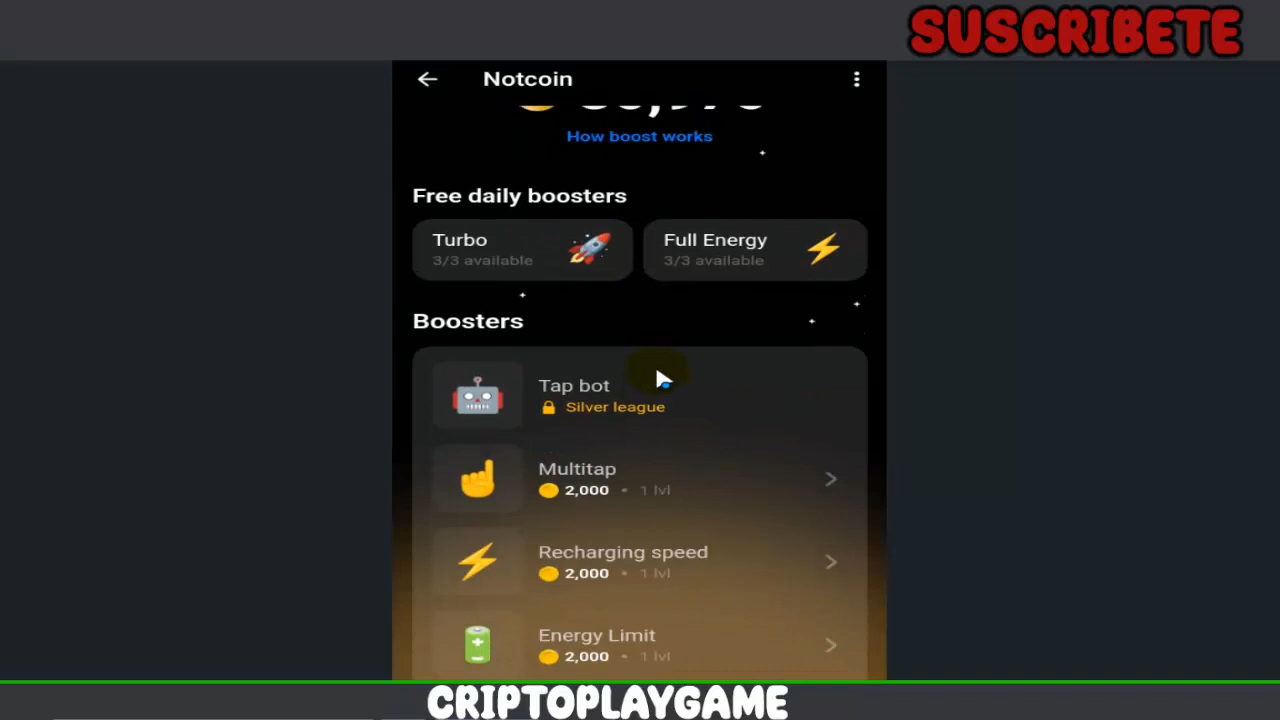 SUSCRIBETE
Notcoin
How boost works
Free daily boosters
Turbo
3/3 available
Full Energy
3/3 available
Boosters
Tap bot
Silver league
Multitap
2,000 • 1 lvl
Recharging speed
2,000 • 1 lvl
Energy Limit
2,000 • 1 lvl
CRIPTOPLAYGAME